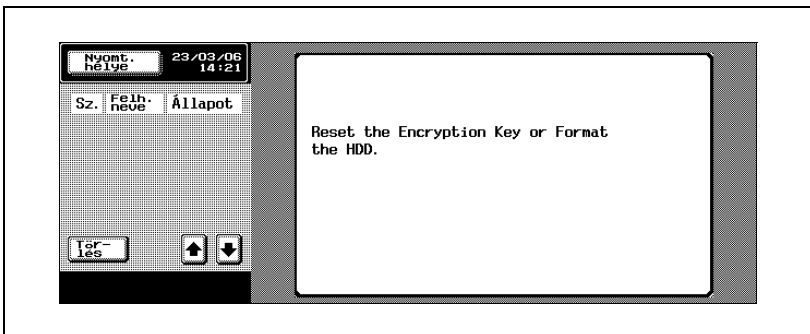 Nyomt.
helye
23/03/06
14:21
Sz.
Felh.
neve
Állapot
Reset the Encryption Key or Format
the HDD.
Tör-
lés